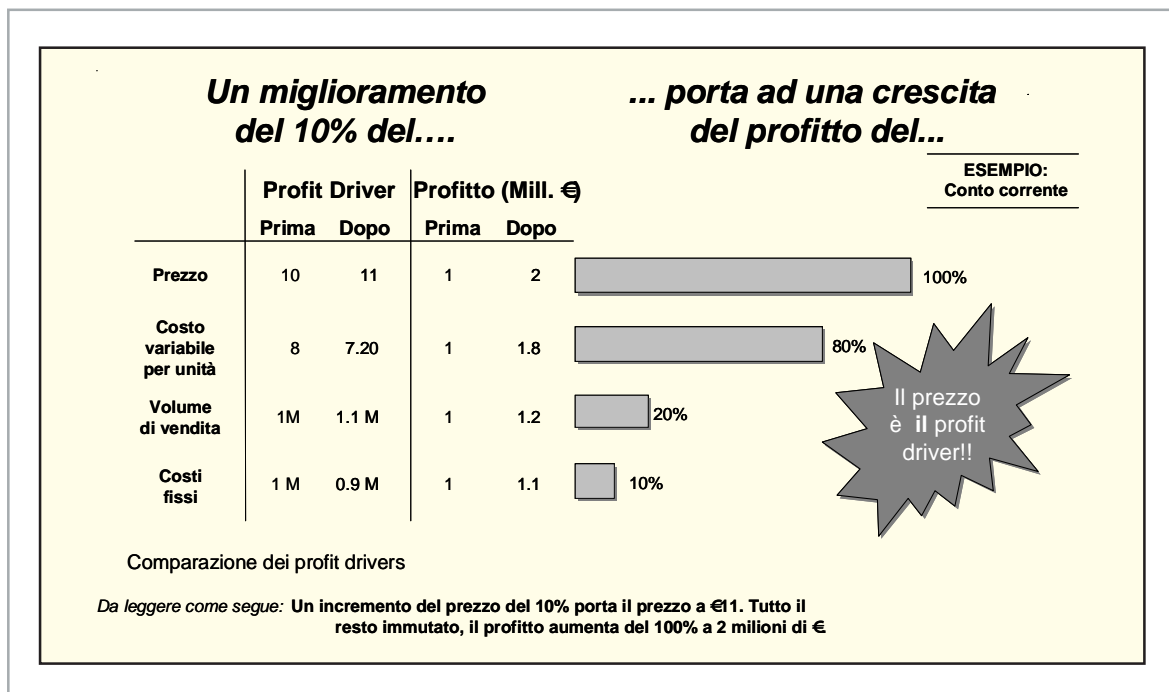 Un miglioramento
del 10% del....
... porta ad una crescita
del profitto del...
ESEMPIO:
Conto corrente
Profit Driver Profitto (Mill. €)
Prima Dopo Prima Dopo
Prezzo 10 11 1 2 100%
Costo
variabile
per unità
8 7.20 1 1.8 80%
Volume
di vendita
1M 1.1 M 1 1.2 20%
Costi
fissi
1 M 0.9 M 1 1.1 10%
Il prezzo
è il profit
driver!!
Comparazione dei profit drivers
Da leggere come segue: Un incremento del prezzo del 10% porta il prezzo a €11. Tutto il
resto immutato, il profitto aumenta del 100% a 2 milioni di €.